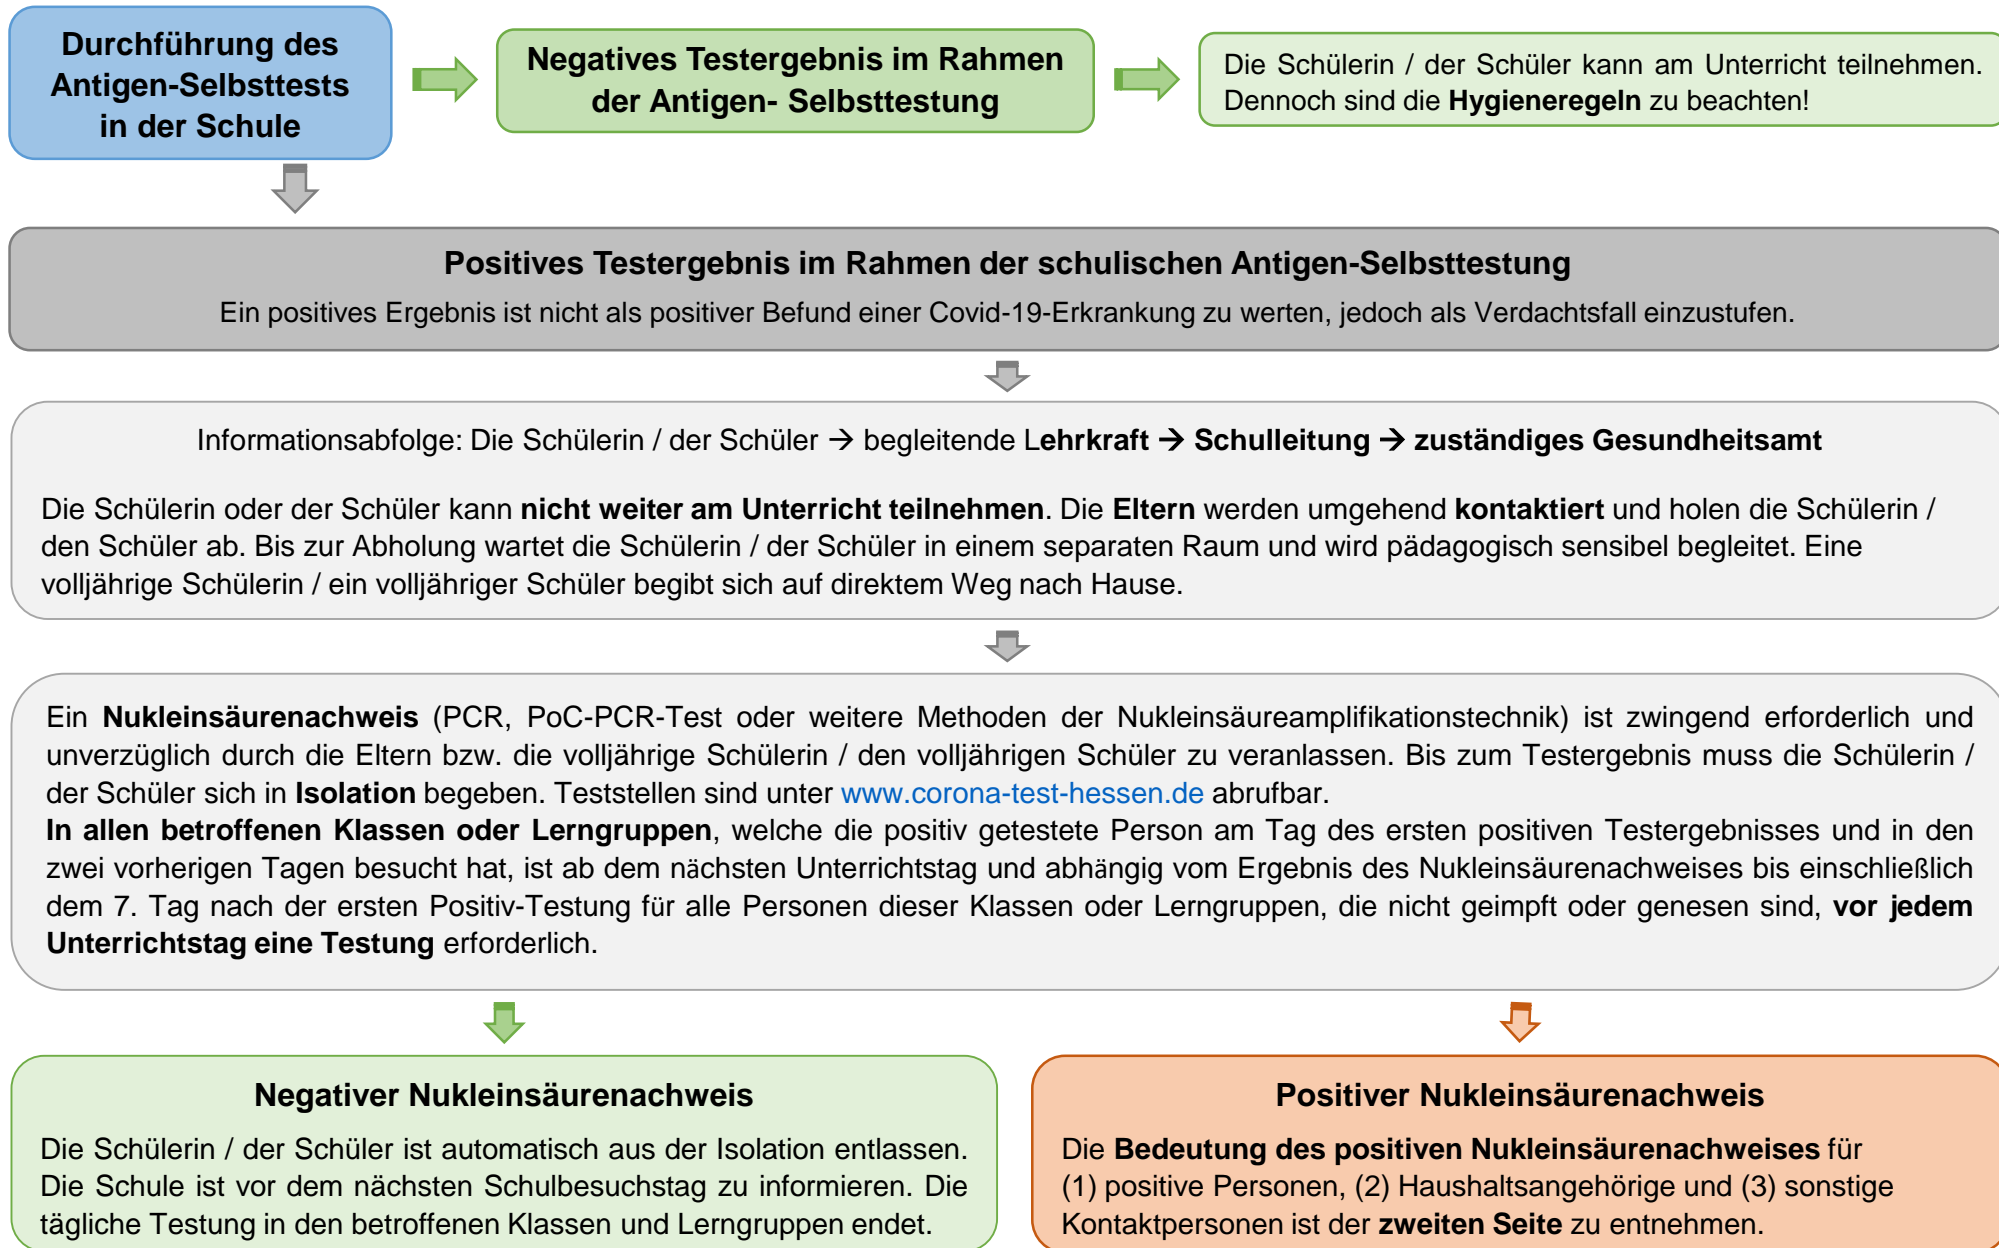 Durchführung des
Antigen-Selbsttests
in der Schule
Negatives Testergebnis im Rahmen
der Antigen- Selbsttestung
Die Schülerin / der Schüler kann am Unterricht teilnehmen.
Dennoch sind die Hygieneregeln zu beachten!
Positives Testergebnis im Rahmen der schulischen Antigen-Selbsttestung
Ein positives Ergebnis ist nicht als positiver Befund einer Covid-19-Erkrankung zu werten, jedoch als Verdachtsfall einzustufen.
Informationsabfolge: Die Schülerin / der Schüler → begleitende Lehrkraft → Schulleitung → zuständiges Gesundheitsamt
Die Schülerin oder der Schüler kann nicht weiter am Unterricht teilnehmen. Die Eltern werden umgehend kontaktiert und holen die Schülerin /
den Schüler ab. Bis zur Abholung wartet die Schülerin / der Schüler in einem separaten Raum und wird pädagogisch sensibel begleitet. Eine
volljährige Schülerin / ein volljähriger Schüler begibt sich auf direktem Weg nach Hause.
Ein Nukleinsäurenachweis (PCR, PoC-PCR-Test oder weitere Methoden der Nukleinsäureamplifikationstechnik) ist zwingend erforderlich und
unverzüglich durch die Eltern bzw. die volljährige Schülerin / den volljährigen Schüler zu veranlassen. Bis zum Testergebnis muss die Schülerin /
der Schüler sich in Isolation begeben. Teststellen sind unter www.corona-test-hessen.de abrufbar.
In allen betroffenen Klassen oder Lerngruppen, welche die positiv getestete Person am Tag des ersten positiven Testergebnisses und in den
zwei vorherigen Tagen besucht hat, ist ab dem nächsten Unterrichtstag und abhängig vom Ergebnis des Nukleinsäurenachweises bis einschließlich
dem 7. Tag nach der ersten Positiv-Testung für alle Personen dieser Klassen oder Lerngruppen, die nicht geimpft oder genesen sind, vor jedem
Unterrichtstag eine Testung erforderlich.
Negativer Nukleinsäurenachweis
Die Schülerin / der Schüler ist automatisch aus der Isolation entlassen.
Die Schule ist vor dem nächsten Schulbesuchstag zu informieren. Die
tägliche Testung in den betroffenen Klassen und Lerngruppen endet.
Positiver Nukleinsäurenachweis
Die Bedeutung des positiven Nukleinsäurenachweises für
(1) positive Personen, (2) Haushaltsangehörige und (3) sonstige
Kontaktpersonen ist der zweiten Seite zu entnehmen.